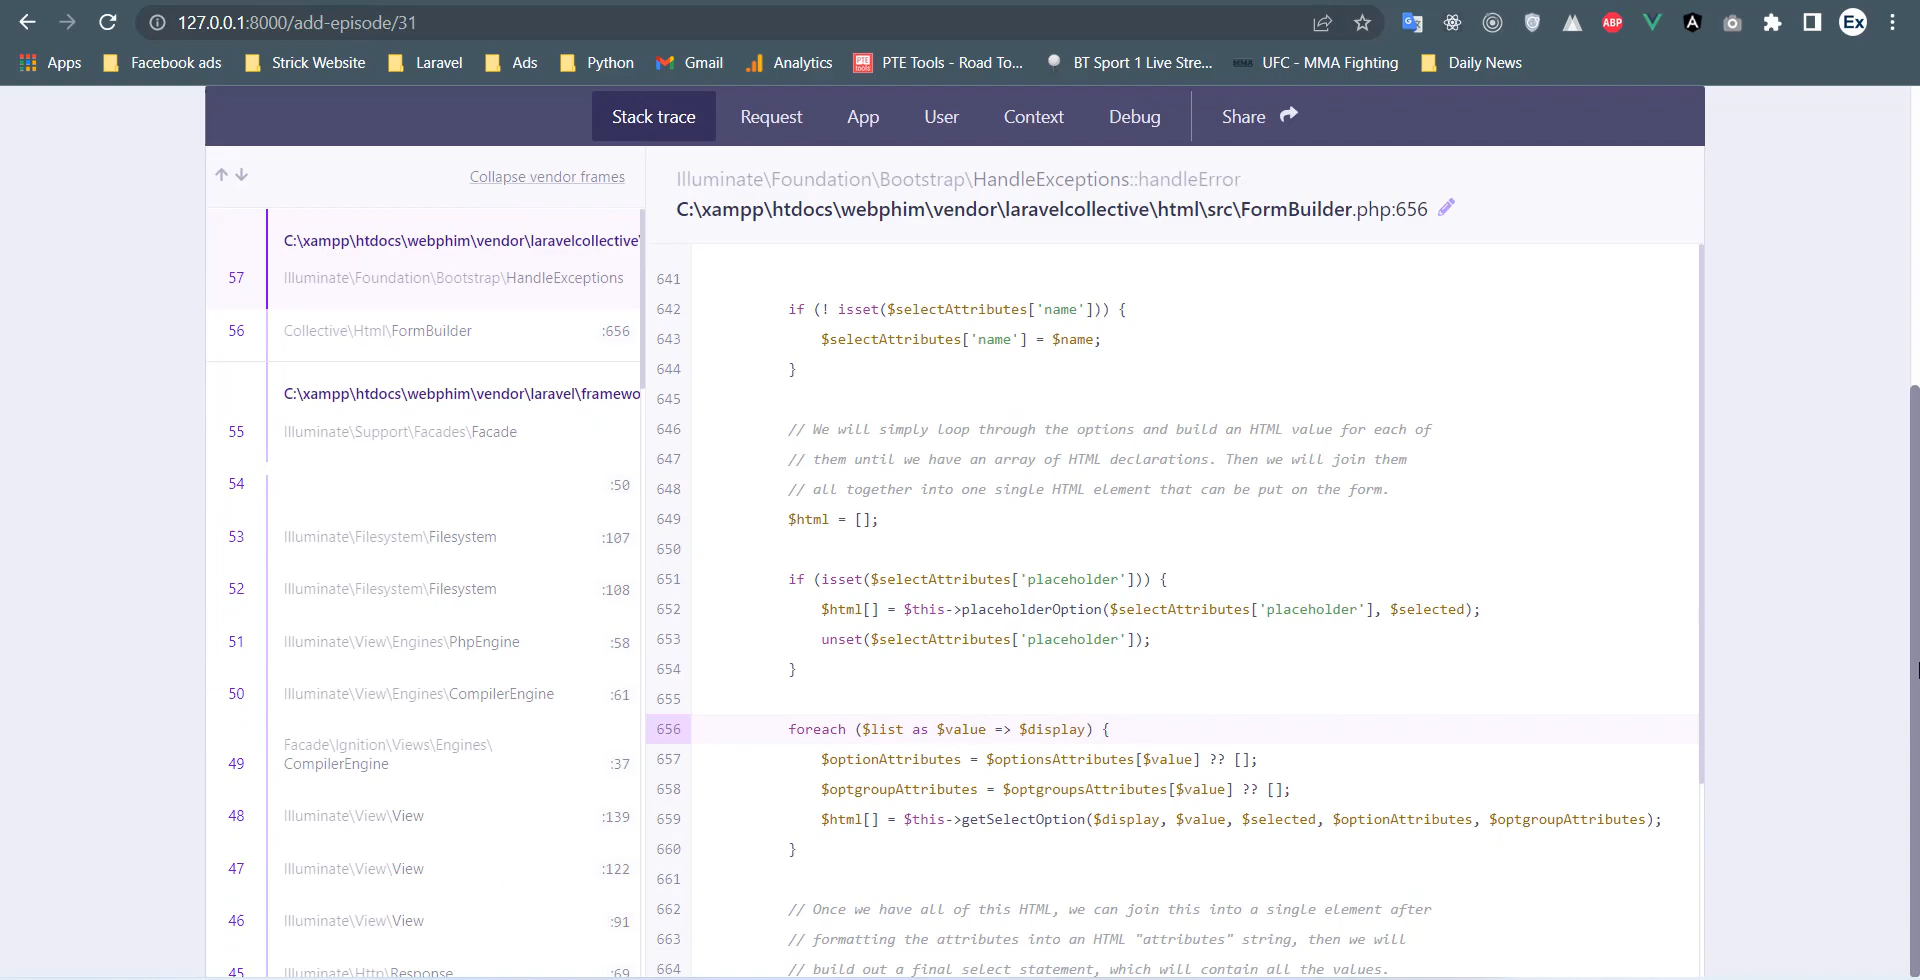 127.0.0.1:8000/add-episode/31
ABP
Ex
Apps Facebook ads Strick Website Laravel Ads Python Gmail Analytics PTE Tools - Road To... BT Sport 1 Live Stre... UFC - MMA Fighting Daily News
Stack trace Request App User Context Debug Share
Collapse vendor frames
C:\xampp\htdocs\webphim\vendor\laravelcollective\
57 Illuminate\Foundation\Bootstrap\HandleExceptions
56 Collective\Html\FormBuilder :656
C:\xampp\htdocs\webphim\vendor\laravel\framewo
55 Illuminate\Support\Facades\Facade
54 :50
53 Illuminate\Filesystem\Filesystem :107
52 Illuminate\Filesystem\Filesystem :108
51 Illuminate\View\Engines\PhpEngine :58
50 Illuminate\View\Engines\CompilerEngine :61
Facade\Ignition\Views\Engines\
49 CompilerEngine :37
48 Illuminate\View\View :139
47 Illuminate\View\View :122
46 Illuminate\View\View :91
45 Illuminate\Http\Response :69
Illuminate\Foundation\Bootstrap\HandleExceptions::handleError
C:\xampp\htdocs\webphim\vendor\laravelcollective\html\src\FormBuilder.php:656
641
642 if (! isset($selectAttributes['name'])) {
643 $selectAttributes['name'] = $name;
644 }
645
646 // We will simply loop through the options and build an HTML value for each of
647 // them until we have an array of HTML declarations. Then we will join them
648 // all together into one single HTML element that can be put on the form.
649 $html = [];
650
651 if (isset($selectAttributes['placeholder'])) {
652 $html[] = $this->placeholderOption($selectAttributes['placeholder'], $selected);
653 unset($selectAttributes['placeholder']);
654 }
655
656 foreach ($list as $value => $display) {
657 $optionAttributes = $optionsAttributes[$value] ?? [];
658 $optgroupAttributes = $optgroupsAttributes[$value] ?? [];
659 $html[] = $this->getSelectOption($display, $value, $selected, $optionAttributes, $optgroupAttributes);
660 }
661
662 // Once we have all of this HTML, we can join this into a single element after
663 // formatting the attributes into an HTML "attributes" string, then we will
664 // build out a final select statement, which will contain all the values.